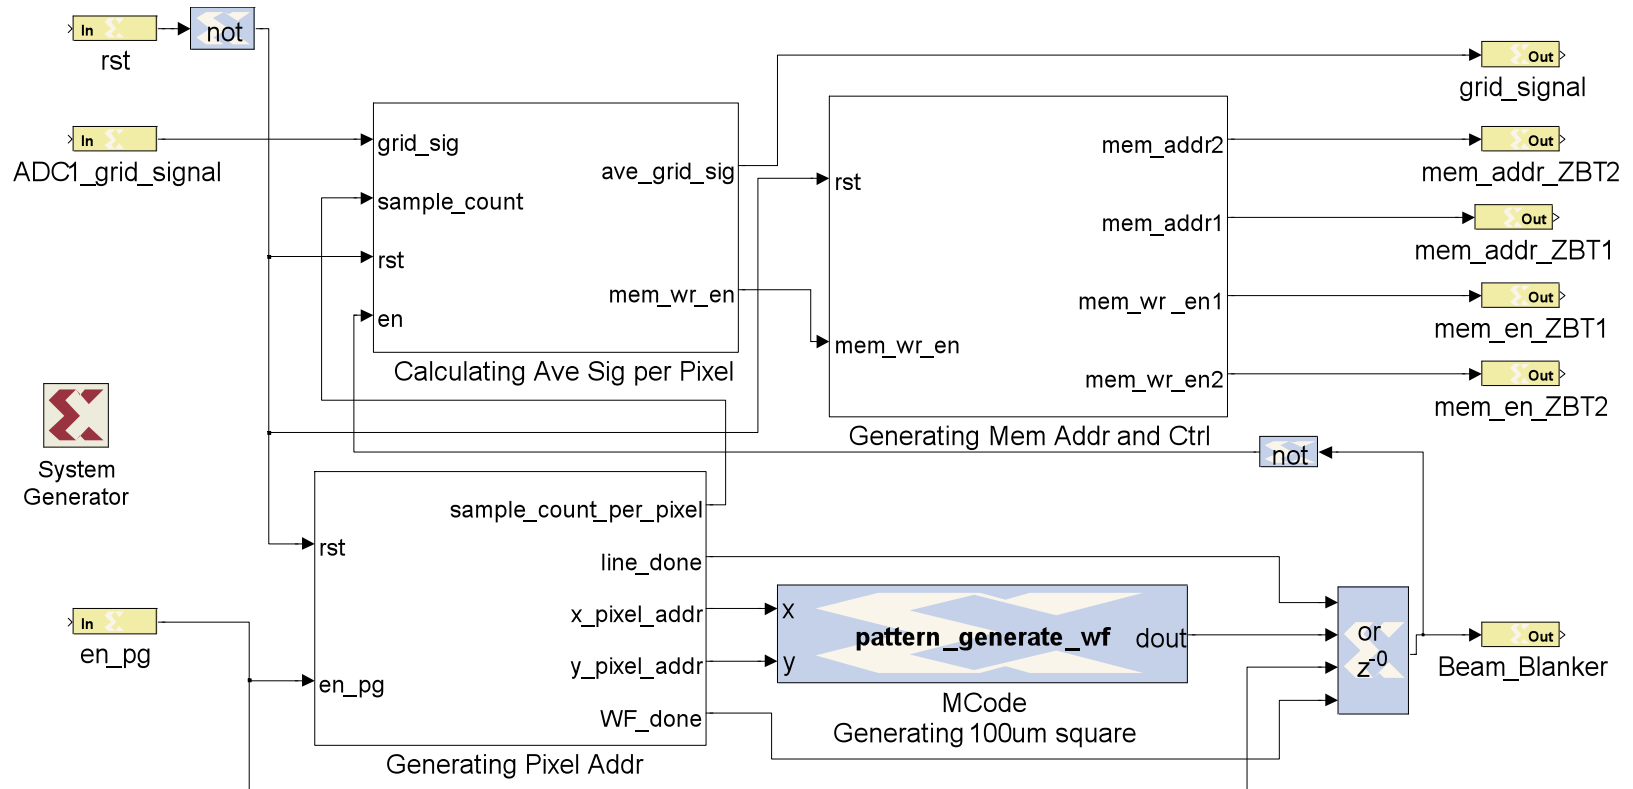 In
rst
not
In
ADC1_grid_signal
grid_sig
sample_count
rst
en
ave_grid_sig
mem_wr_en
Calculating Ave Sig per Pixel
rst
mem_wr_en
mem_addr2
mem_addr1
mem_wr _en1
mem_wr_en2
Generating Mem Addr and Ctrl
Out
grid_signal
Out
mem_addr_ZBT2
Out
mem_addr_ZBT1
Out
mem_en_ZBT1
Out
mem_en_ZBT2
System
Generator
not
In
en_pg
rst
en_pg
sample_count_per_pixel
line_done
x_pixel_addr
y_pixel_addr
WF_done
Generating Pixel Addr
x
y
pattern_generate_wf
dout
MCode
Generating 100um square
or
z-0
Out
Beam_Blanker